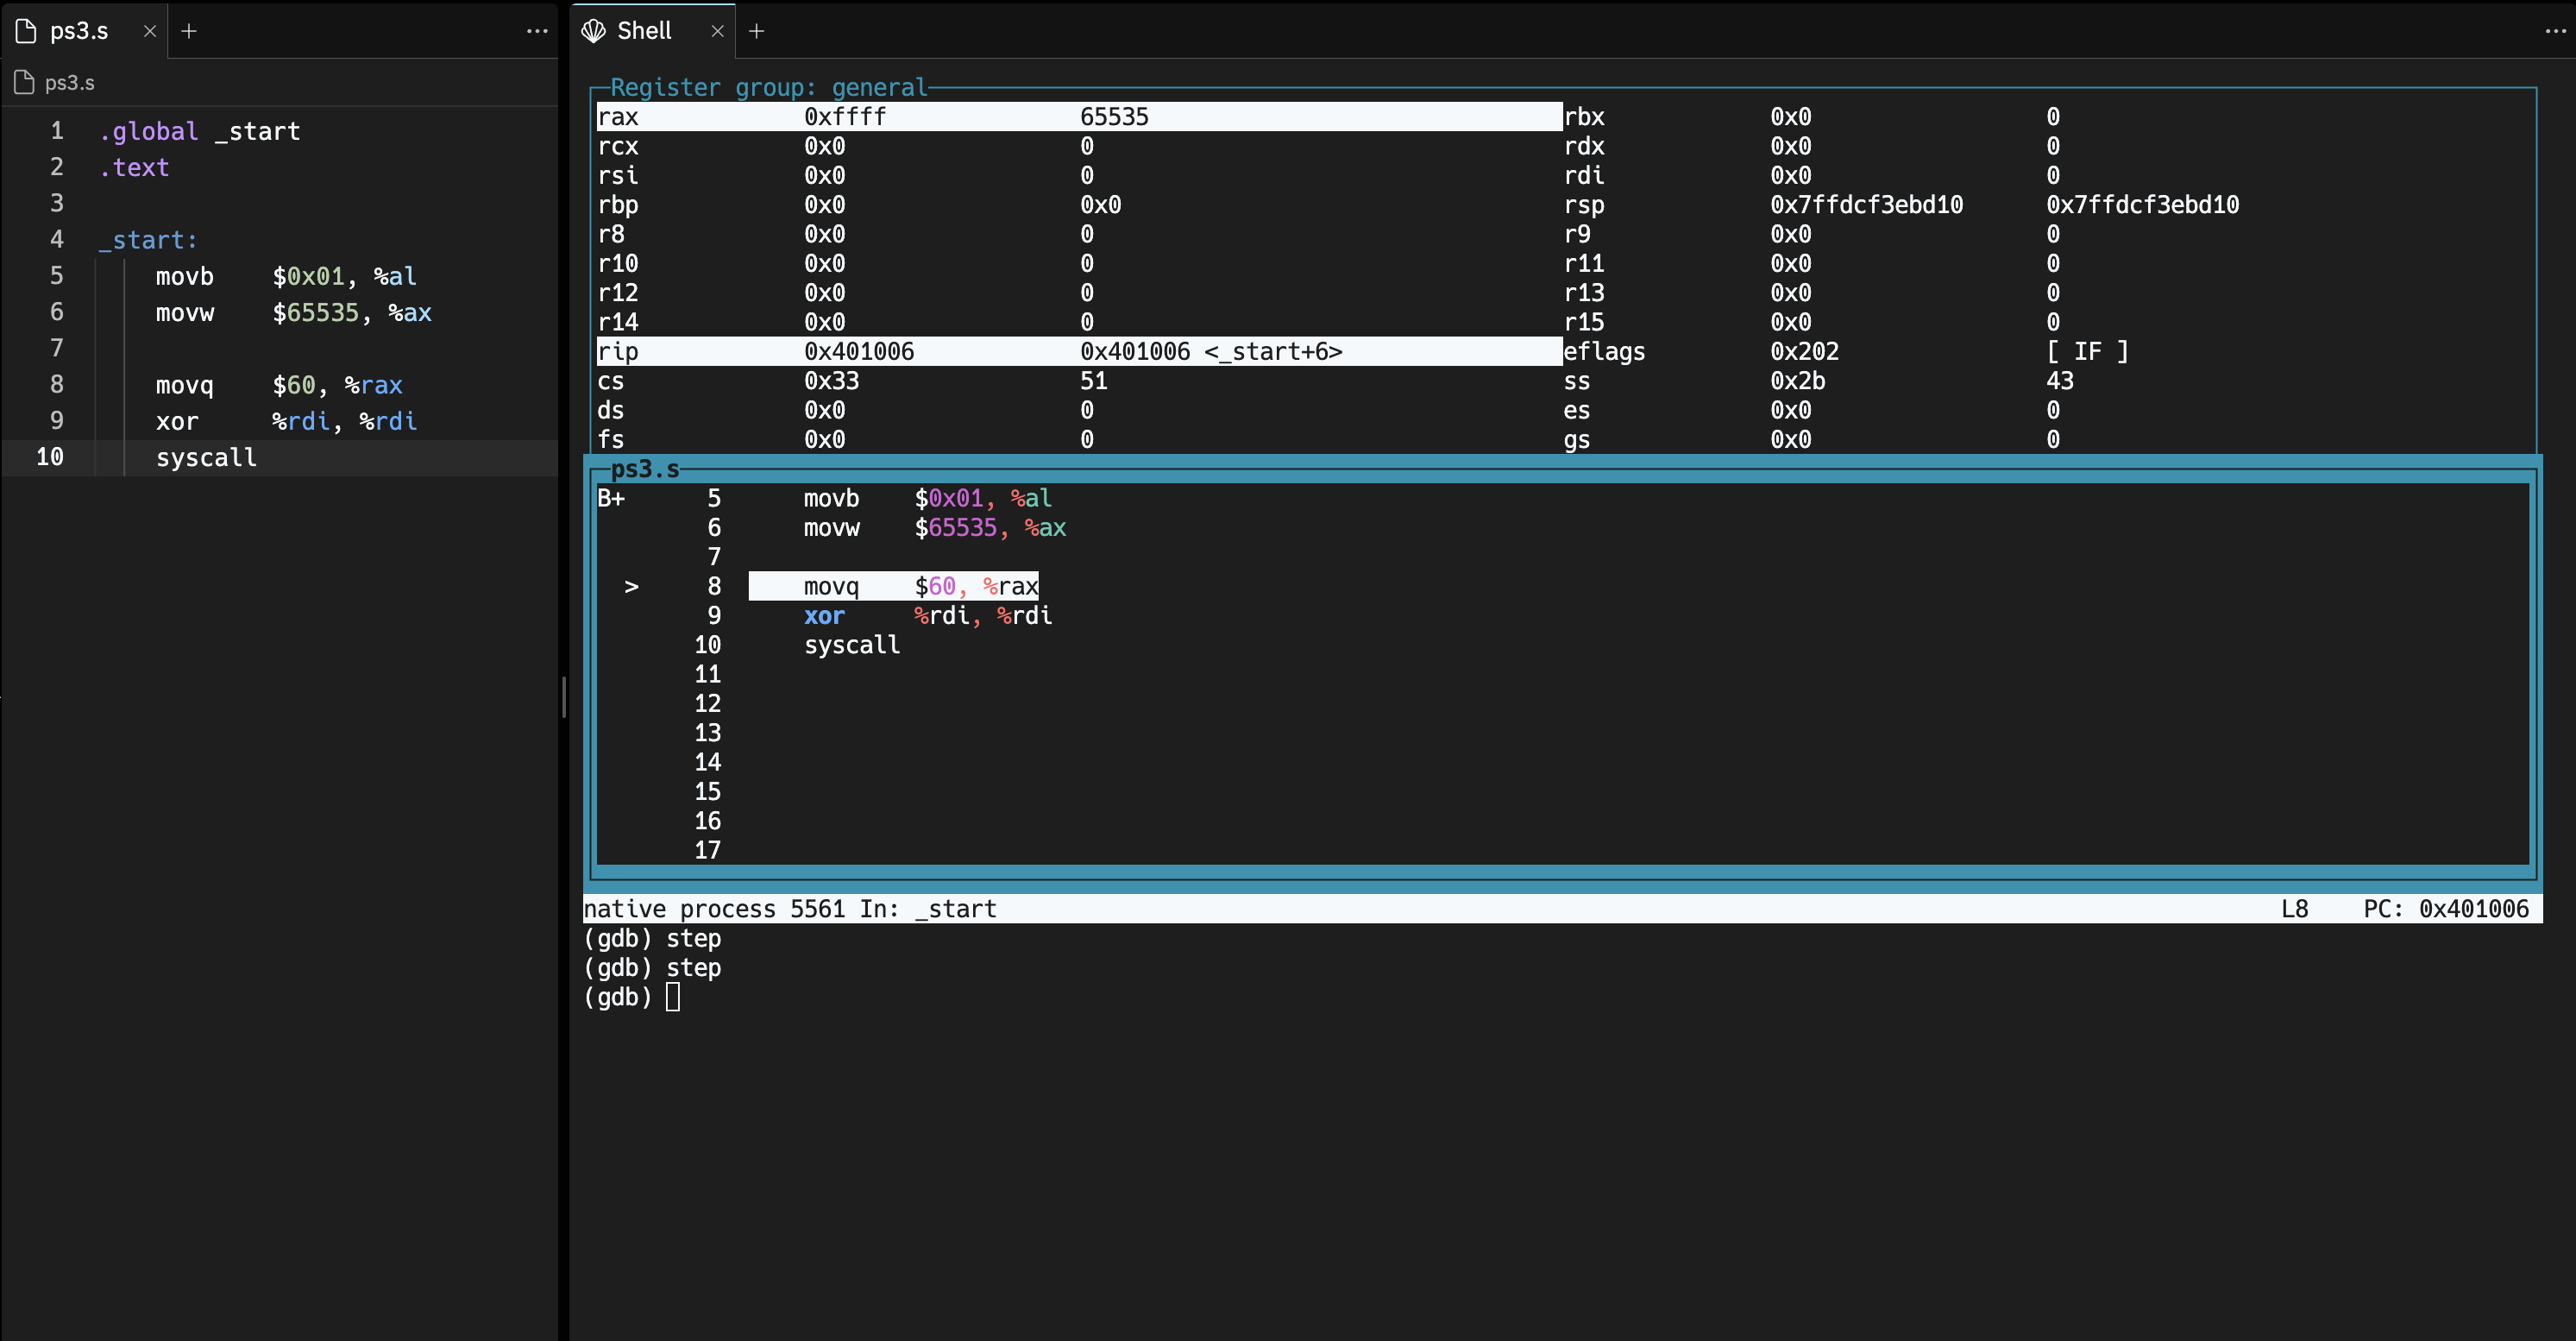 ps3.s
ps3.s
1 .global _start
2 .text
3
4 _start:
5 movb $0x01, %al
6 movw $65535, %ax
7
8 movq $60, %rax
9 xor %rdi, %rdi
10 syscall
Shell
Register group: general
rax 0xffff 65535 rbx 0x0 0
rcx 0x0 0 rdx 0x0 0
rsi 0x0 0 rdi 0x0 0
rbp 0x0 0x0 rsp 0x7ffdcf3ebd10 0x7ffdcf3ebd10
r8 0x0 0 r9 0x0 0
r10 0x0 0 r11 0x0 0
r12 0x0 0 r13 0x0 0
r14 0x0 0 r15 0x0 0
rip 0x401006 0x401006 <_start+6> eflags 0x202 [ IF ]
cs 0x33 51 ss 0x2b 43
ds 0x0 0 es 0x0 0
fs 0x0 0 gs 0x0 0
ps3.s
B+ 5 movb $0x01, %al
6 movw $65535, %ax
7
> 8 movq $60, %rax
9 xor %rdi, %rdi
10 syscall
11
12
13
14
15
16
17
native process 5561 In: _start L8 PC: 0x401006
(gdb) step
(gdb) step
(gdb)